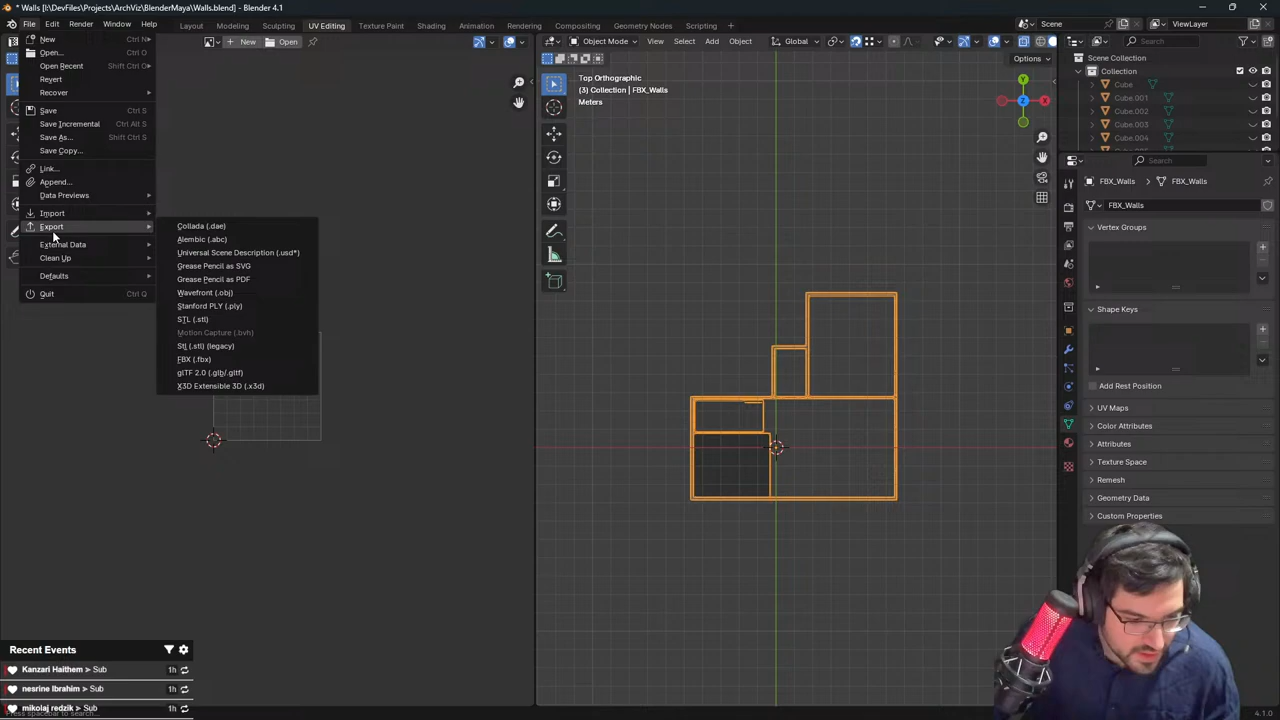 * Walls [I:\DevFiles\Projects\ArchViz\BlenderMaya\Walls.blend] - Blender 4.1.0
File Edit Render Window Help
Layout Modeling Sculpting UV Editing Texture Paint Shading Animation Rendering Compositing Geometry Nodes Scripting +
Scene ViewLayer
New Open
Object Mode View Select Add Object Global
Search
Options
New Ctrl N
Open... Ctrl O
Open Recent Shift Ctrl O
Revert
Recover
Save Ctrl S
Save Incremental Ctrl Alt S
Save As... Shift Ctrl S
Save Copy...
Link...
Append...
Data Previews
Import
Export
External Data
Clean Up
Defaults
Quit Ctrl Q
Collada (.dae)
Alembic (.abc)
Universal Scene Description (.usd*)
Grease Pencil as SVG
Grease Pencil as PDF
Wavefront (.obj)
Stanford PLY (.ply)
STL (.stl)
Motion Capture (.bvh)
Stl (.stl) (legacy)
FBX (.fbx)
glTF 2.0 (.glb/.gltf)
X3D Extensible 3D (.x3d)
Top Orthographic
(3) Collection | FBX_Walls
Meters
Y
Z
X
Scene Collection
Collection
Cube
Cube.001
Cube.002
Cube.003
Cube.004
Search
FBX_Walls FBX_Walls
FBX_Walls
Vertex Groups
Shape Keys
Add Rest Position
UV Maps
Color Attributes
Attributes
Texture Space
Remesh
Geometry Data
Custom Properties
Recent Events
Kanzari Haithem > Sub 1h
nesrine Ibrahim > Sub 1h
mikolaj redzik > Sub 1h
Press spacebar to search...
4.1.0